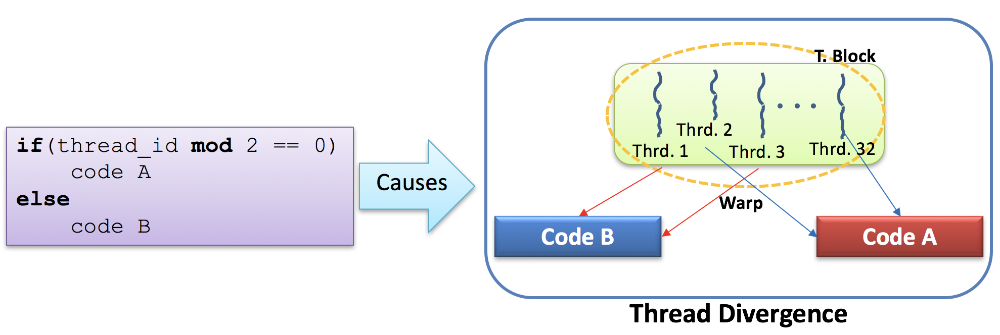 if(thread_id mod 2 == 0)
code A
else
code B
Causes
T. Block
Thrd. 2
Thrd. 1
Thrd. 3
Thrd. 32
Warp
Code B
Code A
Thread Divergence